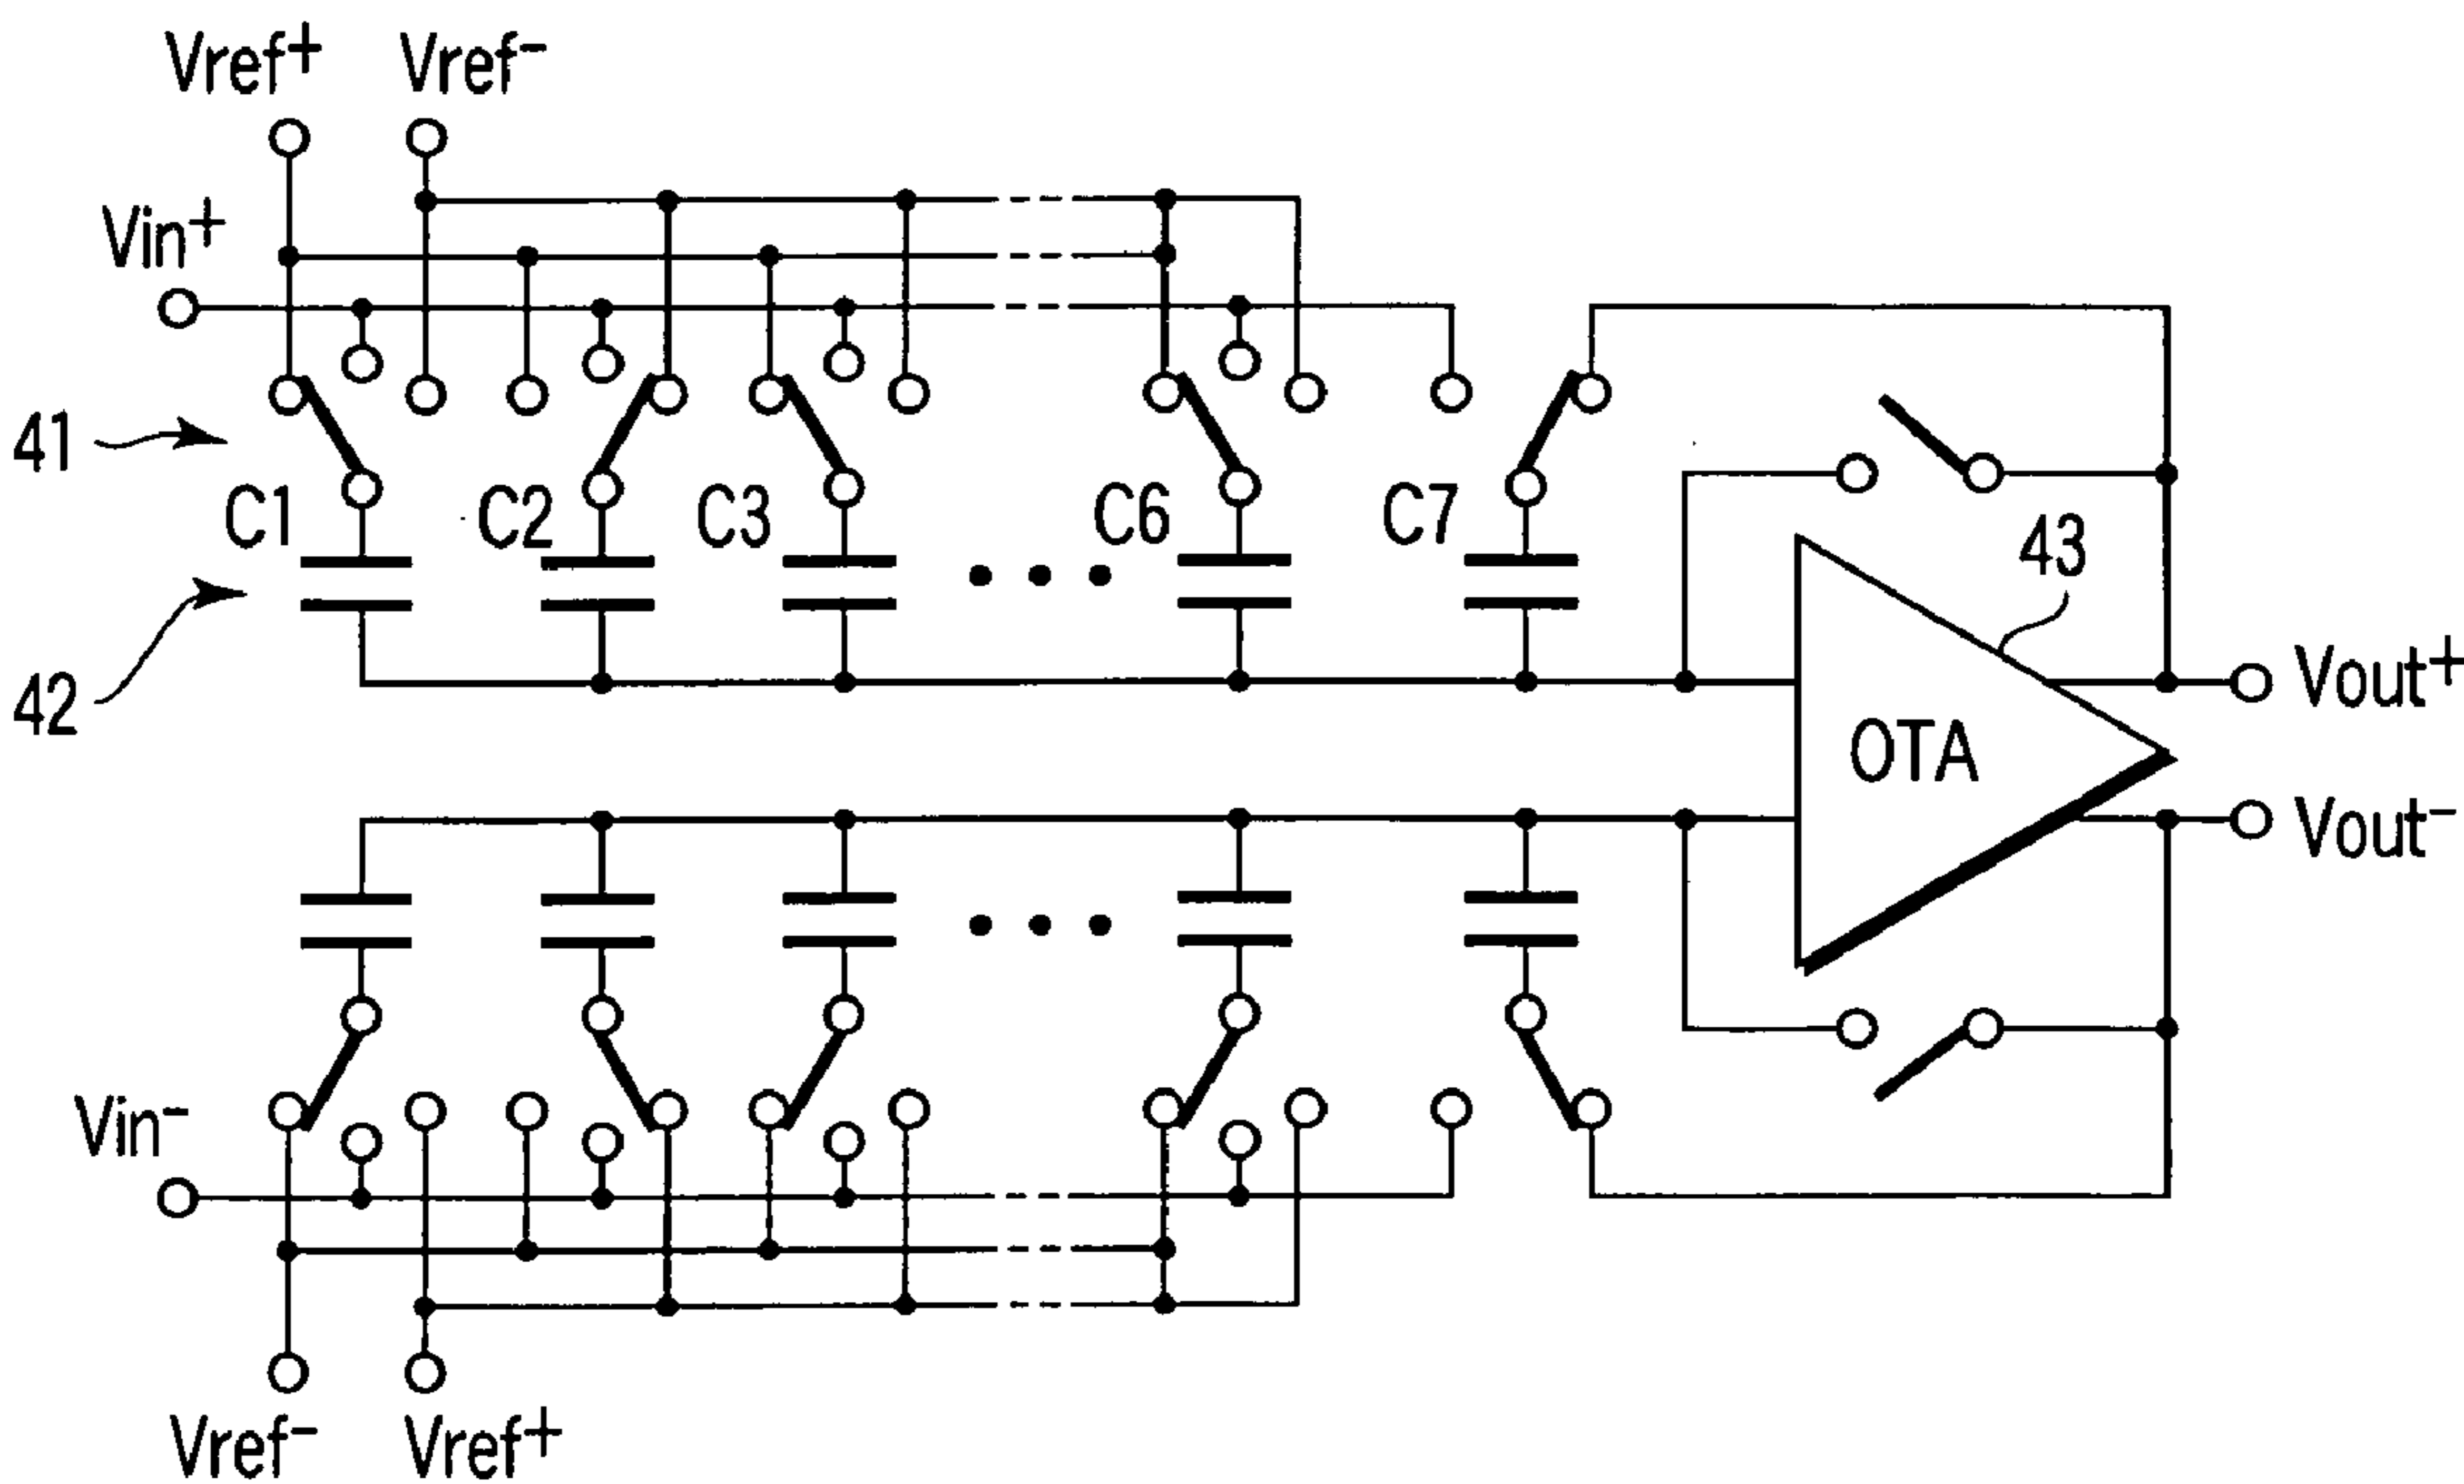 Vref+ Vref-
Vin+
41
C1 C2 C3 C6 C7
43
42
Vout+
OTA
Vout-
Vin-
Vref- Vref+